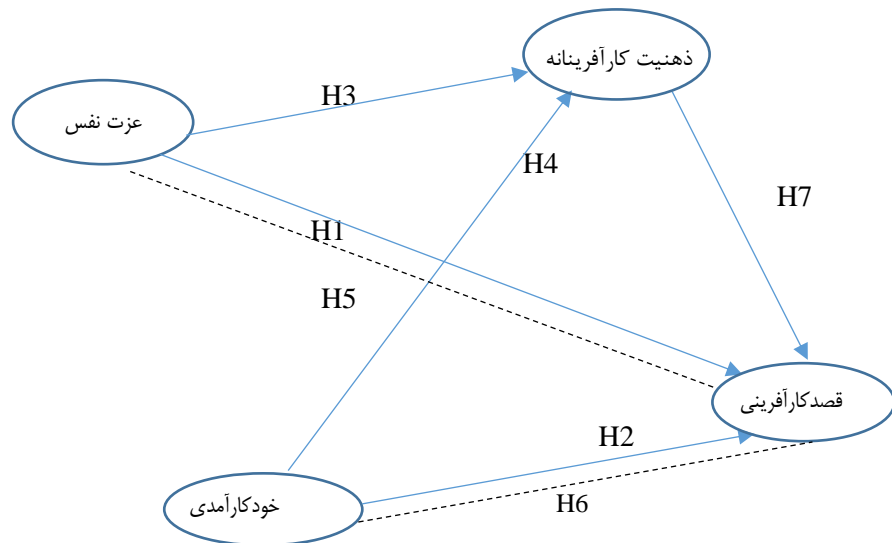 ذهنیت کارآفرینانه
H3
عزت نفس
H4
H7
H1
H5
قصدکارآفرینی
H2
H6
خودکارآمدی